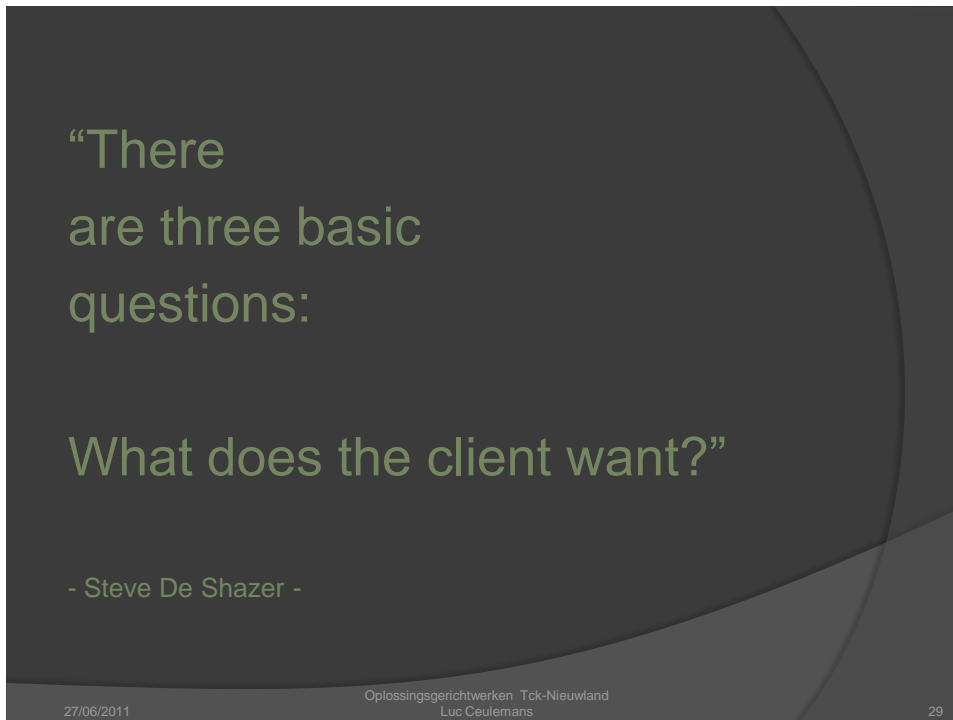 “There
are three basic
questions:
What does the client want?”
- Steve De Shazer -
27/06/2011
Oplossingsgerichtwerken Tck-Nieuwland
Luc Ceulemans
29